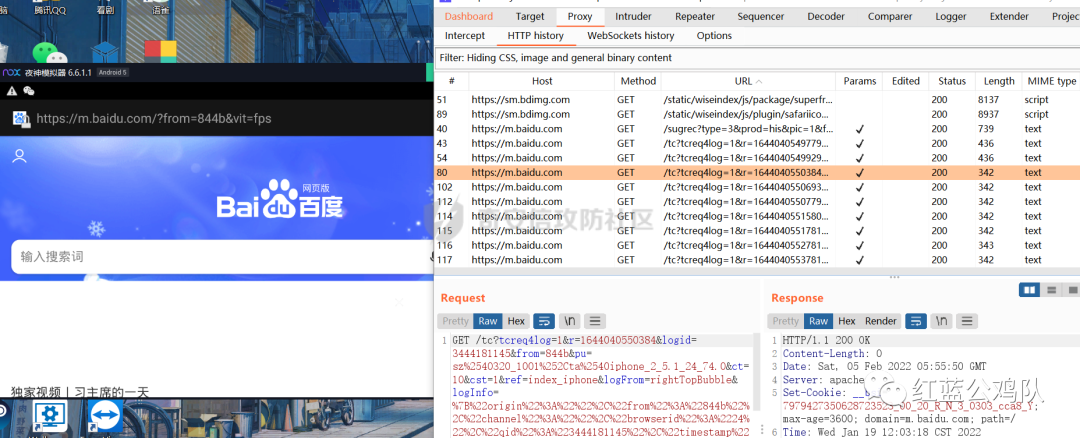 腾讯QQ
看剧
语雀
nox 夜神模拟器 6.6.1.1 Android 5
https://m.baidu.com/?from=844b&vit=fps
网页版
Bai du 百度
输入搜索词
独家视频 | 习主席的一天
Dashboard Target Proxy Intruder Repeater Sequencer Decoder Comparer Logger Extender Projec
Intercept HTTP history WebSockets history Options
Filter: Hiding CSS, image and general binary content
# Host Method URL Params Edited Status Length MIME type
51 https://sm.bdimg.com GET /static/wiseindex/js/package/superfr... 200 8137 script
89 https://sm.bdimg.com GET /static/wiseindex/js/plugin/safariico... 200 8937 script
40 https://m.baidu.com GET /sugrec?type=3&prod=his&pic=1&f... ✓ 200 739 text
43 https://m.baidu.com GET /tc?tcreq4log=1&r=1644040549779... ✓ 200 436 text
54 https://m.baidu.com GET /tc?tcreq4log=1&r=1644040549929... ✓ 200 436 text
80 https://m.baidu.com GET /tc?tcreq4log=1&r=1644040550384... ✓ 200 342 text
102 https://m.baidu.com GET /tc?tcreq4log=1&r=1644040550693... ✓ 200 342 text
112 https://m.baidu.com GET /tc?tcreq4log=1&r=1644040550779... ✓ 200 342 text
114 https://m.baidu.com GET /tc?tcreq4log=1&r=1644040551580... ✓ 200 342 text
115 https://m.baidu.com GET /tc?tcreq4log=1&r=1644040551781... ✓ 200 342 text
116 https://m.baidu.com GET /tc?tcreq4log=1&r=1644040552781... ✓ 200 343 text
117 https://m.baidu.com GET /tc?tcreq4log=1&r=1644040553781... ✓ 200 342 text
Request
Pretty Raw Hex \n
1 GET /tc?tcreq4log=1&r=1644040550384&logid=
3444181145&from=844b&pu=
sz%2540320_1001%252Cta%2540iphone_2_5.1_24_74.0&ct=
10&cst=1&ref=index_iphone&logFrom=rightTopBubble&
logInfo=
%7B%22origin%22%3A%22%22%2C%22from%22%3A%22844b%22%
2C%22channel%22%3A%22%22%2C%22browserid%22%3A%2224%
22%2C%22qid%22%3A%223444181145%22%2C%22timestamp%22
Response
Pretty Raw Hex Render \n
1 HTTP/1.1 200 OK
2 Content-Length: 0
3 Date: Sat, 05 Feb 2022 05:55:50 GMT
4 Server: apache
5 Set-Cookie: __b
max-age=3600; domain=m.baidu.com; path=/
6 Time: Wed Jan 19 12:03:18 CST 2022
攻防社区
红蓝公鸡队